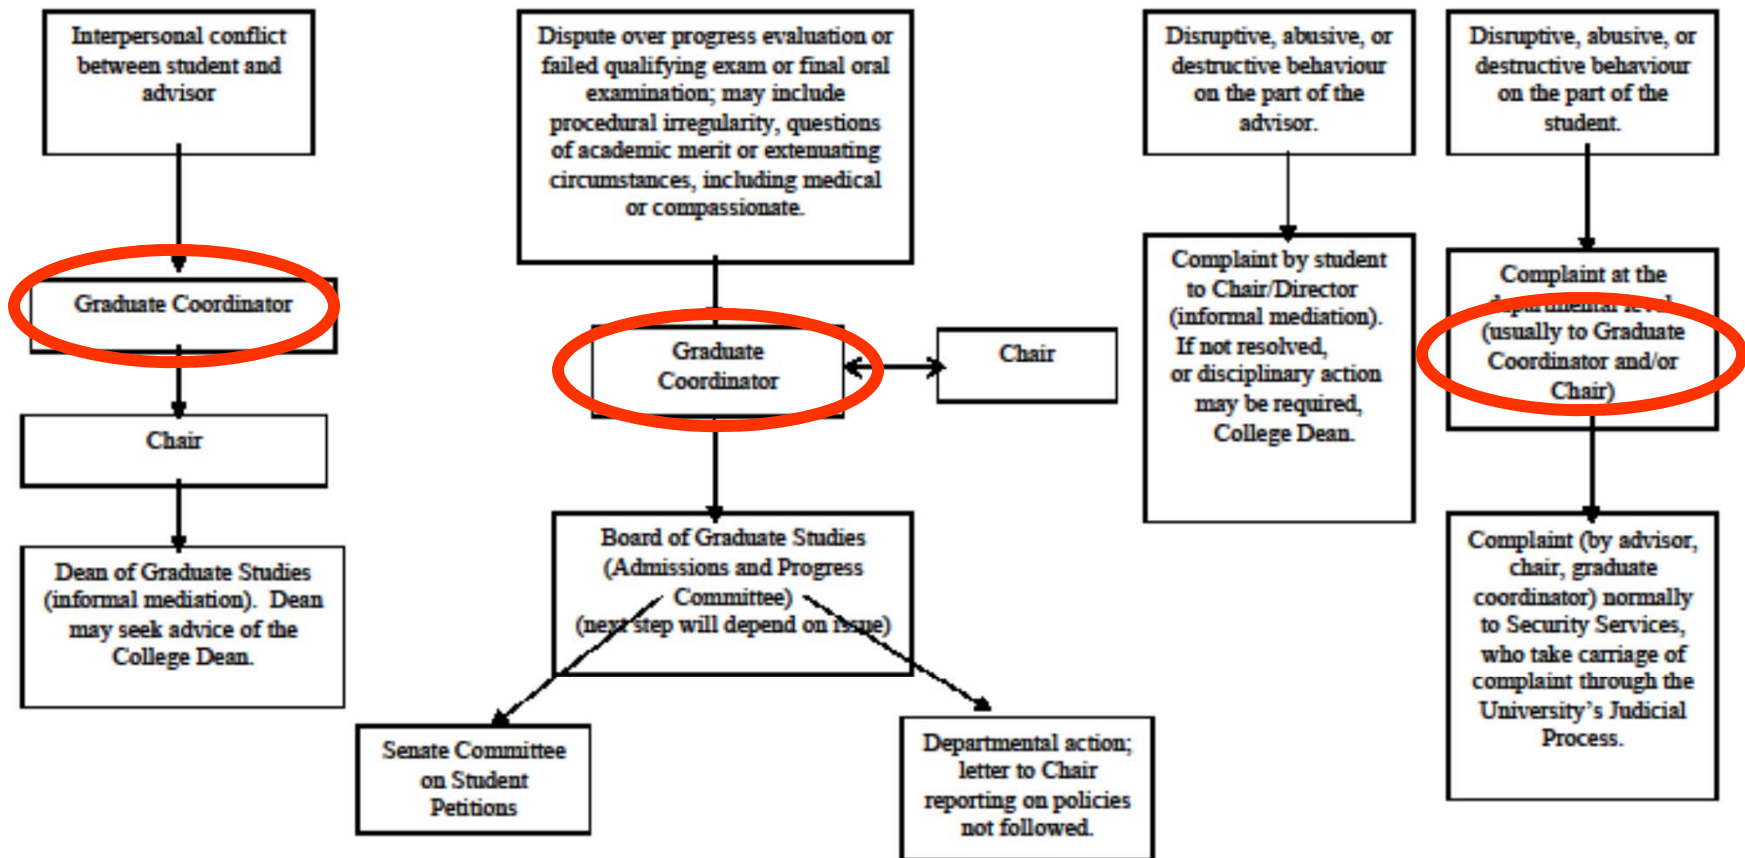 Interpersonal conflict
between student and
advisor
Graduate Coordinator
Chair
Dean of Graduate Studies
(informal mediation).  Dean
may seek advice of the
College Dean.
Dispute over progress evaluation or
failed qualifying exam or final oral
examination; may include
procedural irregularity, questions
of academic merit or extenuating
circumstances, including medical
or compassionate.
Graduate
Coordinator
Chair
Board of Graduate Studies
(Admissions and Progress
Committee)
(next step will depend on issue)
Senate Committee
on Student
Petitions
Departmental action;
letter to Chair
reporting on policies
not followed.
Disruptive, abusive, or
destructive behaviour
on the part of the
advisor.
Complaint by student
to Chair/Director
(informal mediation).
If not resolved,
or disciplinary action
may be required,
College Dean.
Disruptive, abusive, or
destructive behaviour
on the part of the
student.
Complaint at the
departmental level
(usually to Graduate
Coordinator and/or
Chair)
Complaint (by advisor,
chair, graduate
coordinator) normally
to Security Services,
who take carriage of
complaint through the
University’s Judicial
Process.